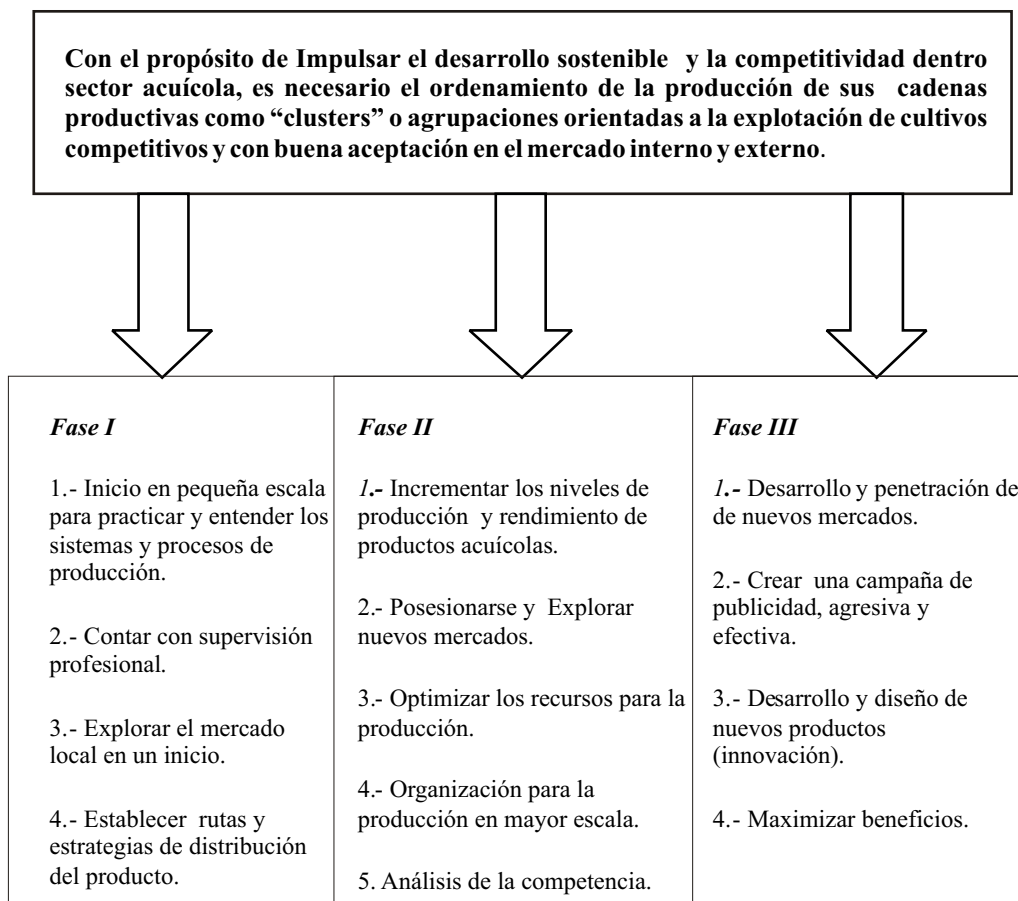 Con el propósito de Impulsar el desarrollo sostenible y la competitividad dentro
sector acuícola, es necesario el ordenamiento de la producción de sus cadenas
productivas como “clusters” o agrupaciones orientadas a la explotación de cultivos
competitivos y con buena aceptación en el mercado interno y externo.
Fase I
1.- Inicio en pequeña escala
para practicar y entender los
sistemas y procesos de
producción.
2.- Contar con supervisión
profesional.
3.- Explorar el mercado
local en un inicio.
4.- Establecer rutas y
estrategias de distribución
del producto.
Fase II
1.- Incrementar los niveles de
producción y rendimiento de
productos acuícolas.
2.- Posesionarse y Explorar
nuevos mercados.
3.- Optimizar los recursos para la
producción.
4.- Organización para la
producción en mayor escala.
5. Análisis de la competencia.
Fase III
1.- Desarrollo y penetración de
de nuevos mercados.
2.- Crear una campaña de
publicidad, agresiva y
efectiva.
3.- Desarrollo y diseño de
nuevos productos
(innovación).
4.- Maximizar beneficios.